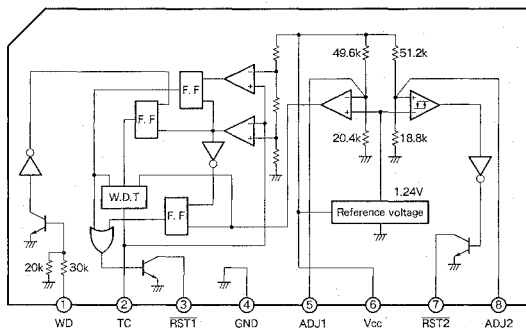 49.6k 51.2k
F.F
F.F
20.4k 18.8k
W.D.T
F.F
1.24V
Reference voltage
20k 30k
1 2 3 4 5 6 7 8
WD TC RST1 GND ADJ1 Vcc RST2 ADJ2